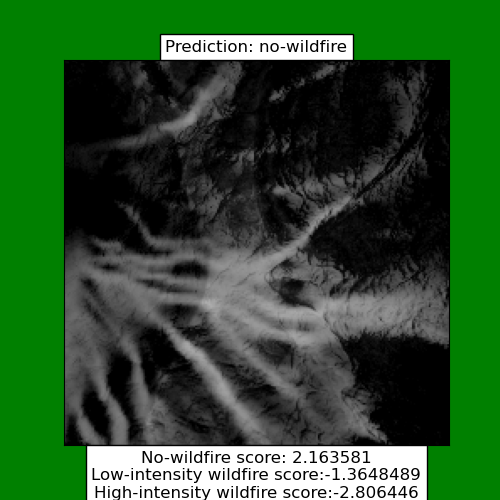 Prediction: no-wildfire
No-wildfire score: 2.163581
Low-intensity wildfire score:-1.3648489
High-intensity wildfire score:-2.806446